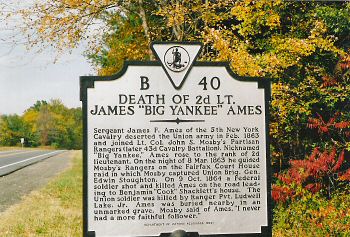 B 40
DEATH OF 2d LT.
JAMES "BIG YANKEE" AMES
Sergeant James F. Ames of the 5th New York
Cavalry deserted the Union army in Feb. 1863
and joined Lt. Col. John S. Mosby's Partisan
Rangers (later 43d Cavalry Battalion). Nicknamed
"Big Yankee," Ames rose to the rank of 2d
lieutenant. On the night of 8 Mar. 1863 he guided
Mosby's Rangers on the Fairfax Court House
raid in which Mosby captured Union Brig. Gen.
Edwin Stoughton. On 9 Oct. 1864 a Federal
soldier shot and killed Ames on the road lead-
ing to Benjamin "Cook" Shacklett's house. The
Union soldier was killed by Ranger Pvt. Ludwell
Lake, Jr. Ames was buried nearby in an
unmarked grave. Mosby said of Ames, "I never
had a more faithful follower."
DEPARTMENT OF HISTORIC RESOURCES,